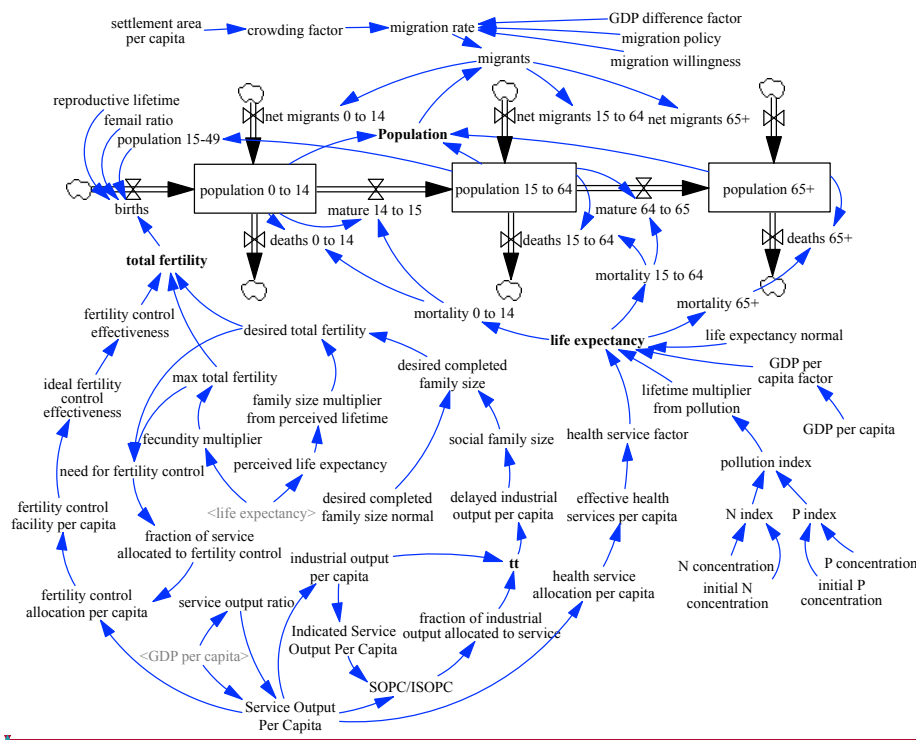 settlement area
per capita
crowding factor
migration rate
GDP difference factor
migration policy
migration willingness
migrants
reproductive lifetime
femail ratio
population 15-49
net migrants 0 to 14
Population
net migrants 15 to 64
net migrants 65+
population 0 to 14
population 15 to 64
population 65+
births
mature 14 to 15
mature 64 to 65
deaths 0 to 14
deaths 15 to 64
deaths 65+
total fertility
mortality 15 to 64
mortality 65+
mortality 0 to 14
fertility control
effectiveness
desired total fertility
life expectancy
life expectancy normal
GDP per
capita factor
ideal fertility
control
effectiveness
max total fertility
desired completed
family size
lifetime multiplier
from pollution
family size multiplier
from perceived lifetime
GDP per capita
fecundity multiplier
social family size
health service factor
need for fertility control
perceived life expectancy
pollution index
fertility control
facility per capita
<life expectancy>
desired completed
family size normal
delayed industrial
output per capita
effective health
services per capita
N index
P index
fraction of service
allocated to fertility control
industrial output
per capita
tt
N concentration
P concentration
initial N
concentration
initial P
concentration
fertility control
allocation per capita
service output ratio
health service
allocation per capita
Indicated Service
Output Per Capita
fraction of industrial
output allocated to service
<GDP per capita>
SOPC/ISOPC
Service Output
Per Capita